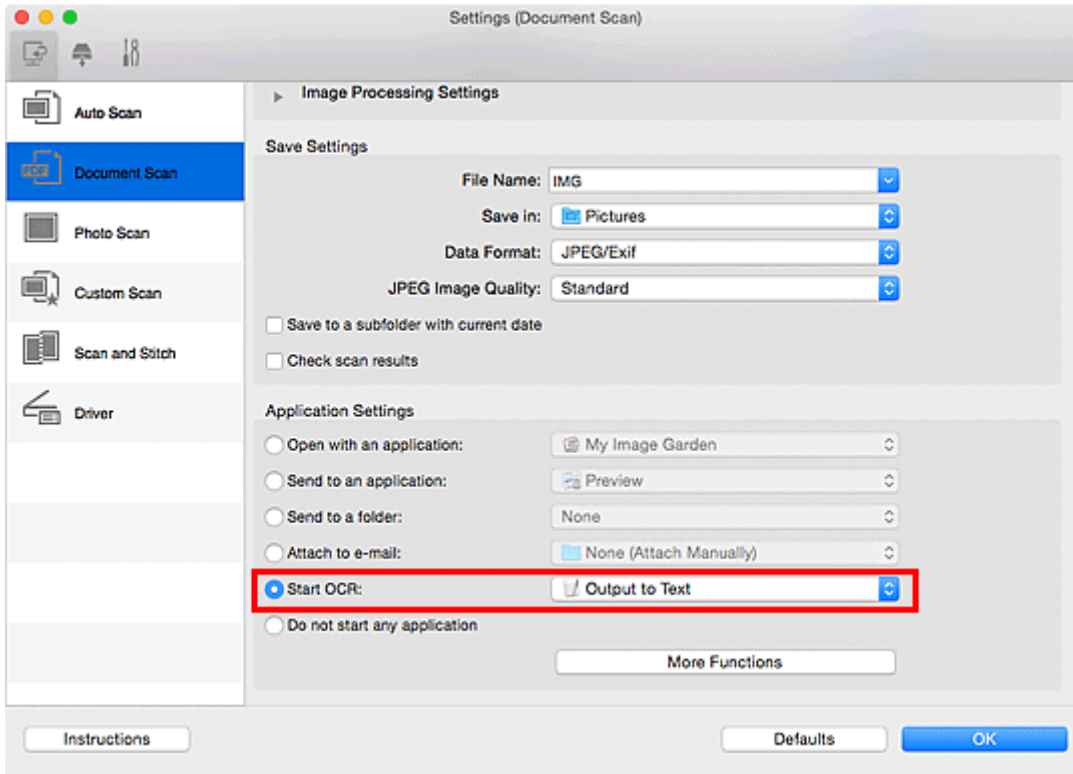 Settings (Document Scan)
Auto Scan
Document Scan
Photo Scan
Custom Scan
Scan and Stitch
Driver
Image Processing Settings
Save Settings
File Name: IMG
Save in: Pictures
Data Format: JPEG/Exif
JPEG Image Quality: Standard
Save to a subfolder with current date
Check scan results
Application Settings
Open with an application: My Image Garden
Send to an application: Preview
Send to a folder: None
Attach to e-mail: None (Attach Manually)
Start OCR: Output to Text
Do not start any application
More Functions
Instructions Defaults OK